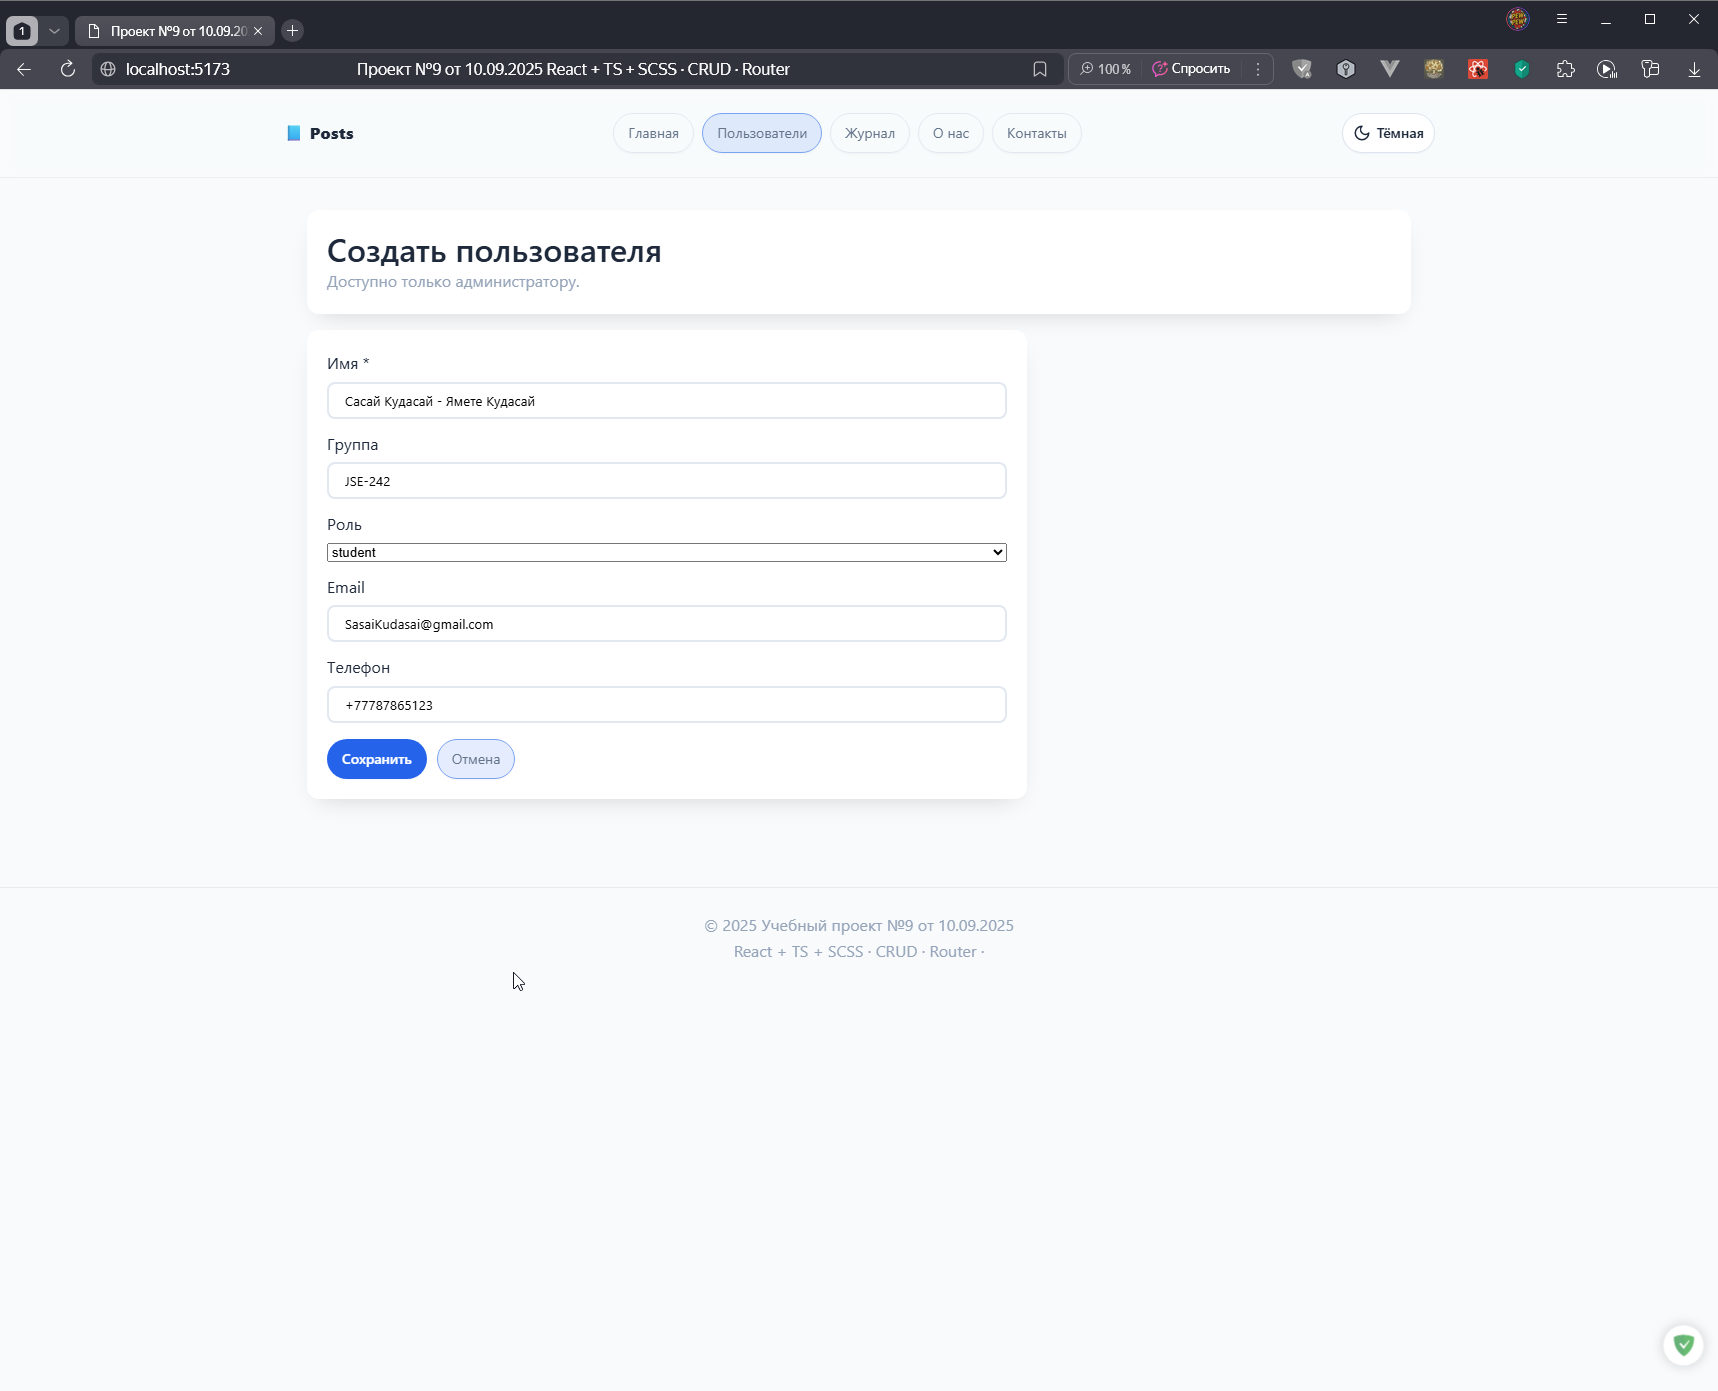 1
Проект №9 от 10.09.20
localhost:5173
Проект №9 от 10.09.2025 React + TS + SCSS · CRUD · Router
100 %
Спросить
Posts
Главная
Пользователи
Журнал
О нас
Контакты
Тёмная
Создать пользователя
Доступно только администратору.
Имя *
Сасай Кудасай - Ямете Кудасай
Группа
JSE-242
Роль
student
Email
SasaiKudasai@gmail.com
Телефон
+77787865123
Сохранить
Отмена
© 2025 Учебный проект №9 от 10.09.2025
React + TS + SCSS · CRUD · Router ·